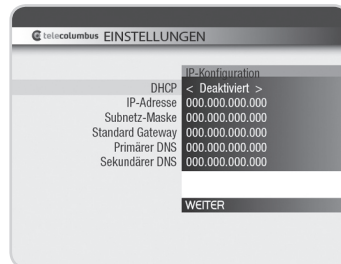 telecolumbus EINSTELLUNGEN
IP-Konfiguration
DHCP < Deaktiviert >
IP-Adresse 000.000.000.000
Subnetz-Maske 000.000.000.000
Standard Gateway 000.000.000.000
Primärer DNS 000.000.000.000
Sekundärer DNS 000.000.000.000
WEITER